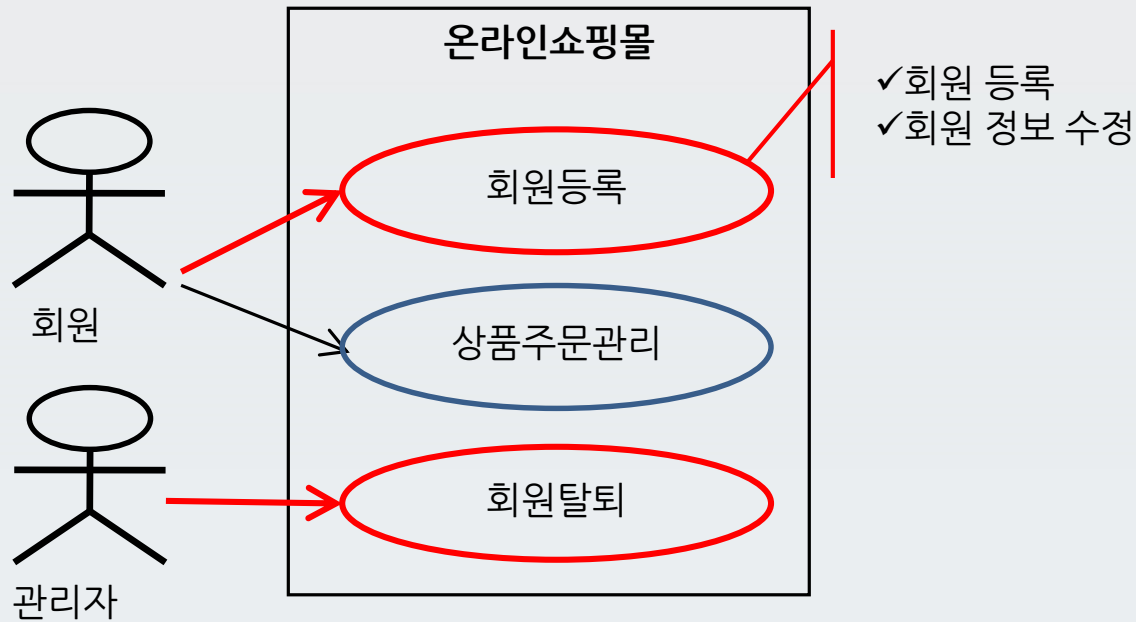 온라인쇼핑몰
✓회원 등록
✓회원 정보 수정
회원등록
회원
상품주문관리
회원탈퇴
관리자